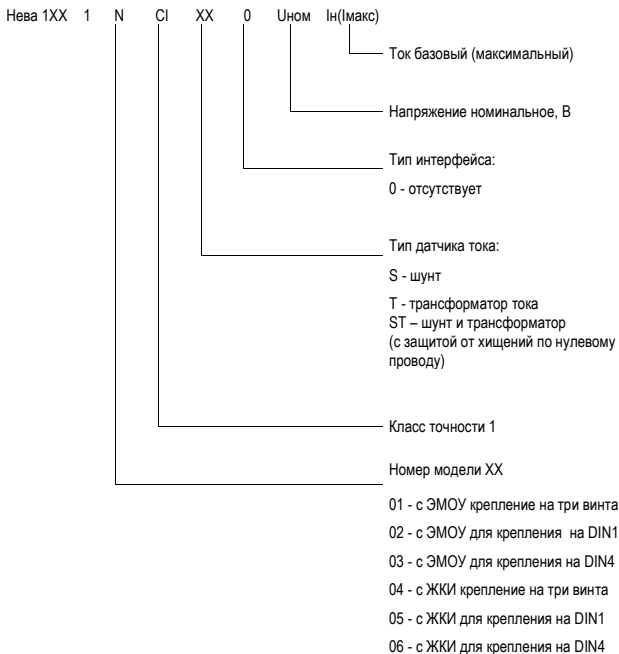 Нева 1XX 1 N Cl XX 0 Uном Iн(Iмакс)
Ток базовый (максимальный)
Напряжение номинальное, В
Тип интерфейса:
0 - отсутствует
Тип датчика тока:
S - шунт
Т - трансформатор тока
ST – шунт и трансформатор
(с защитой от хищений по нулевому
проводу)
Класс точности 1
Номер модели ХХ
01 - с ЭМОУ крепление на три винта
02 - с ЭМОУ для крепления на DIN1
03 - с ЭМОУ для крепления на DIN4
04 - с ЖКИ крепление на три винта
05 - с ЖКИ для крепления на DIN1
06 - с ЖКИ для крепления на DIN4